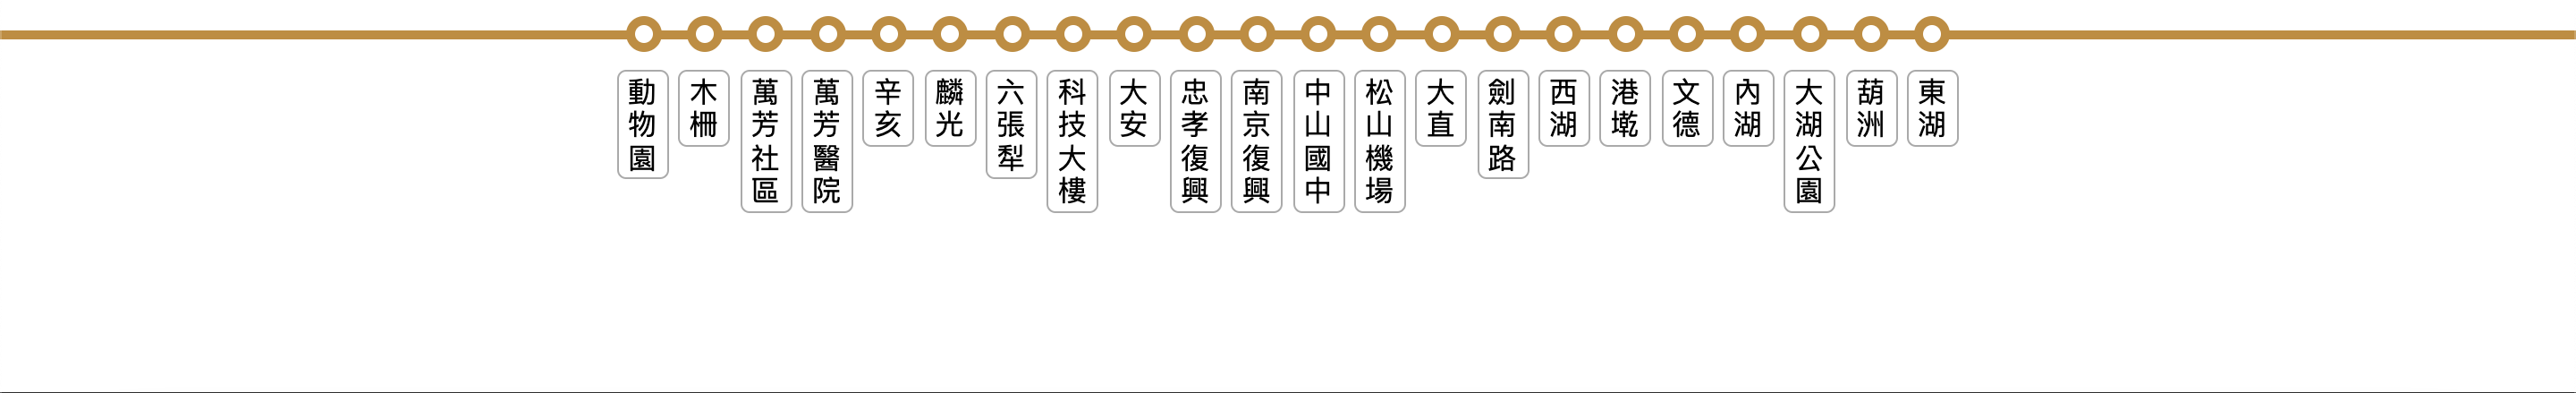 動物園
木柵
萬芳社區
萬芳醫院
辛亥
麟光
六張犁
科技大樓
大安
忠孝復興
南京復興
中山國中
松山機場
大直
劍南路
西湖
港墘
文德
內湖
大湖公園
葫洲
東湖